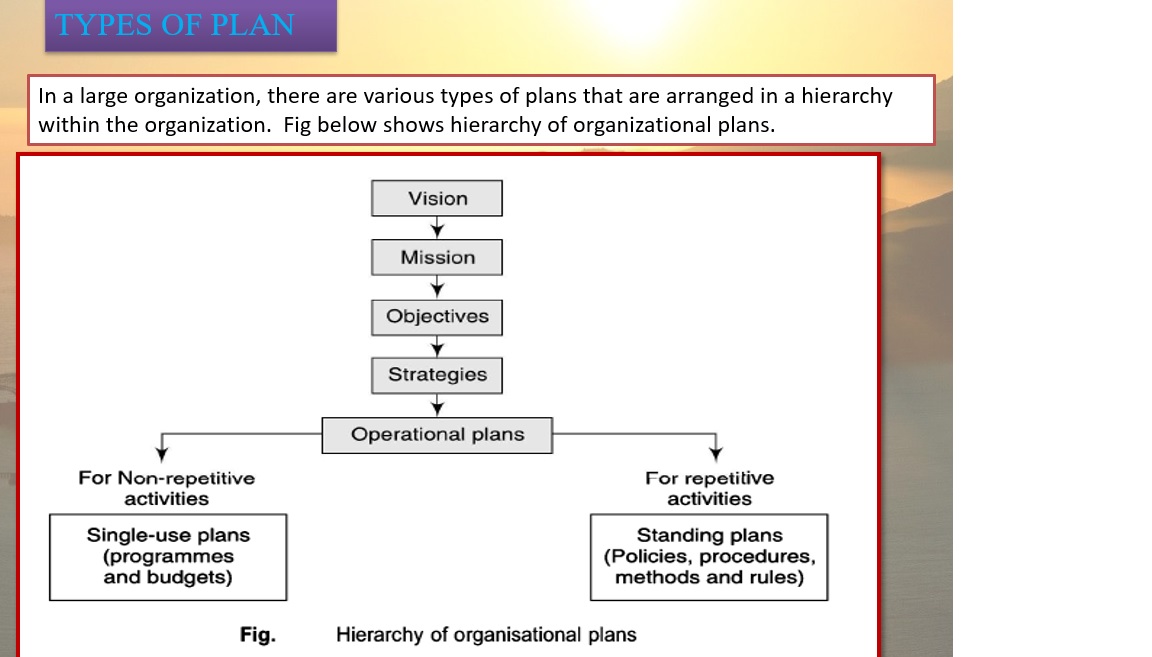 TYPES OF PLAN
In a large organization, there are various types of plans that are arranged in a hierarchy
within the organization.  Fig below shows hierarchy of organizational plans.
Vision
Mission
Objectives
Strategies
Operational plans
For Non-repetitive
activities
Single-use plans
(programmes
and budgets)
For repetitive
activities
Standing plans
(Policies, procedures,
methods and rules)
Fig. Hierarchy of organisational plans